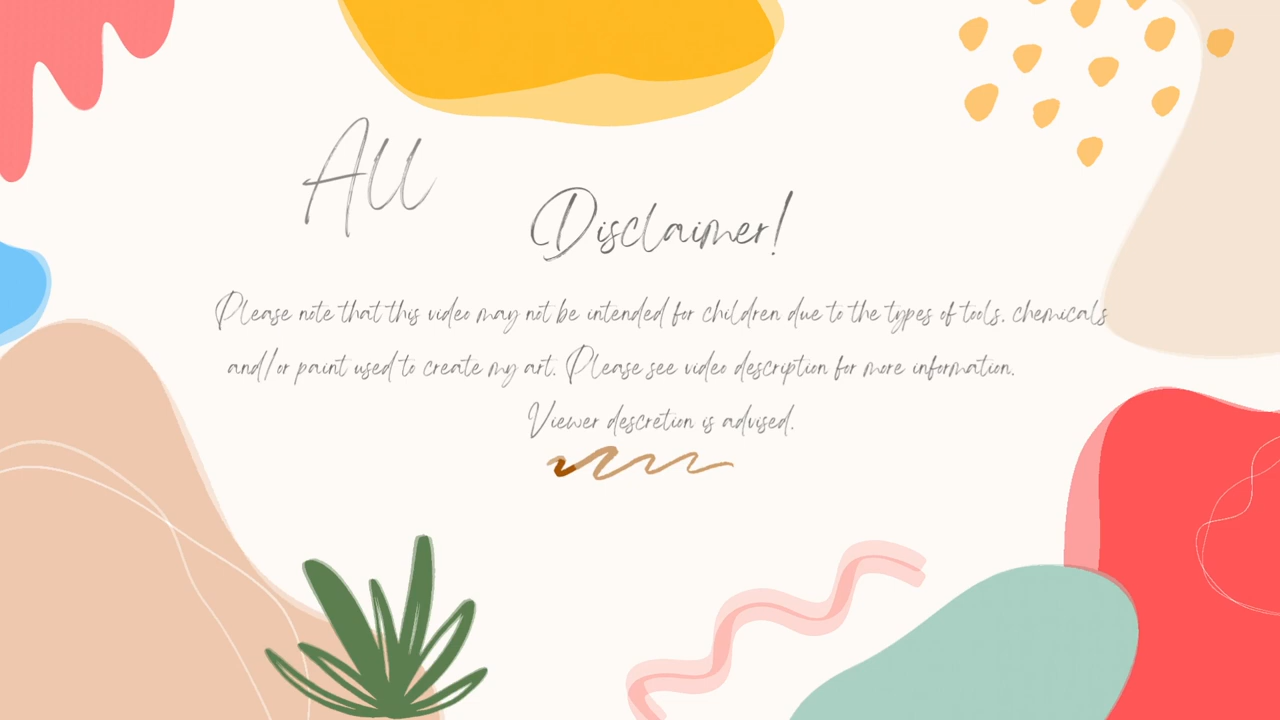 All
Disclaimer!
Please note that this video may not be intended for children due to the types of tools. chemicals
and/or paint used to create my art. Please see video description for more information.
Viewer descretion is advised.